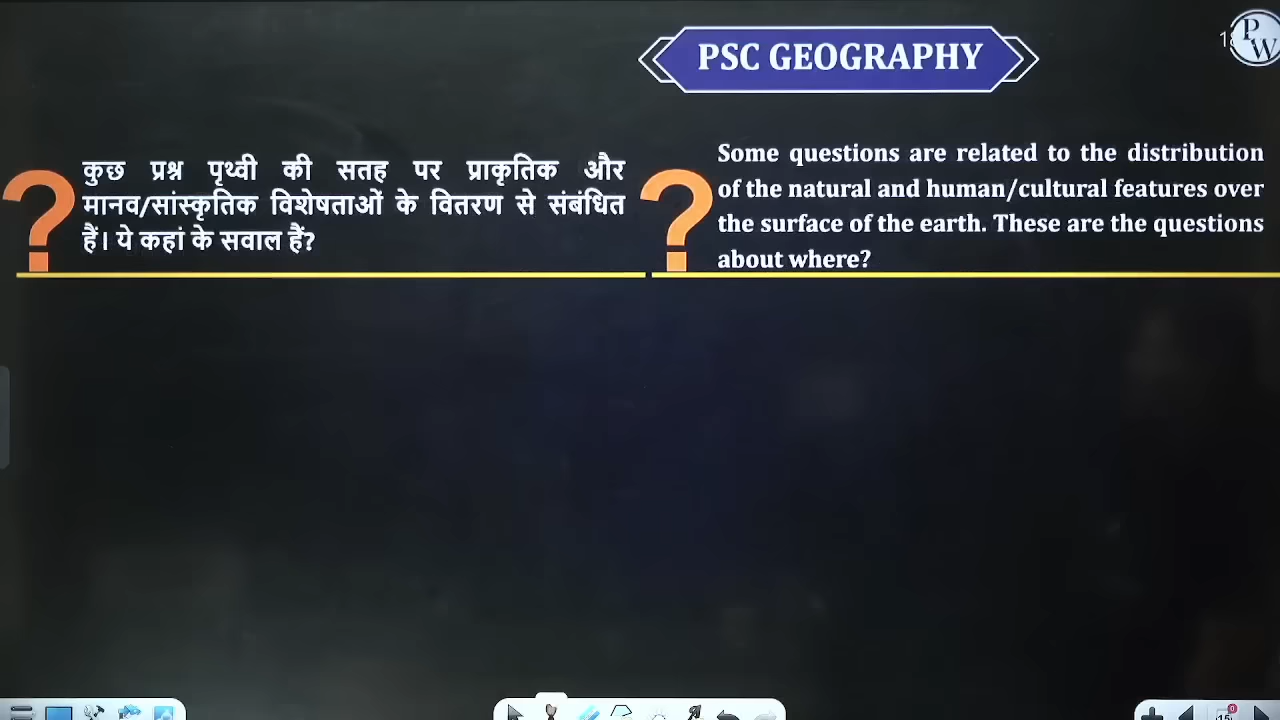 PSC GEOGRAPHY
PW
कुछ प्रश्न पृथ्वी की सतह पर प्राकृतिक और
मानव/सांस्कृतिक विशेषताओं के वितरण से संबंधित
हैं। ये कहां के सवाल हैं?
Some questions are related to the distribution
of the natural and human/cultural features over
the surface of the earth. These are the questions
about where?